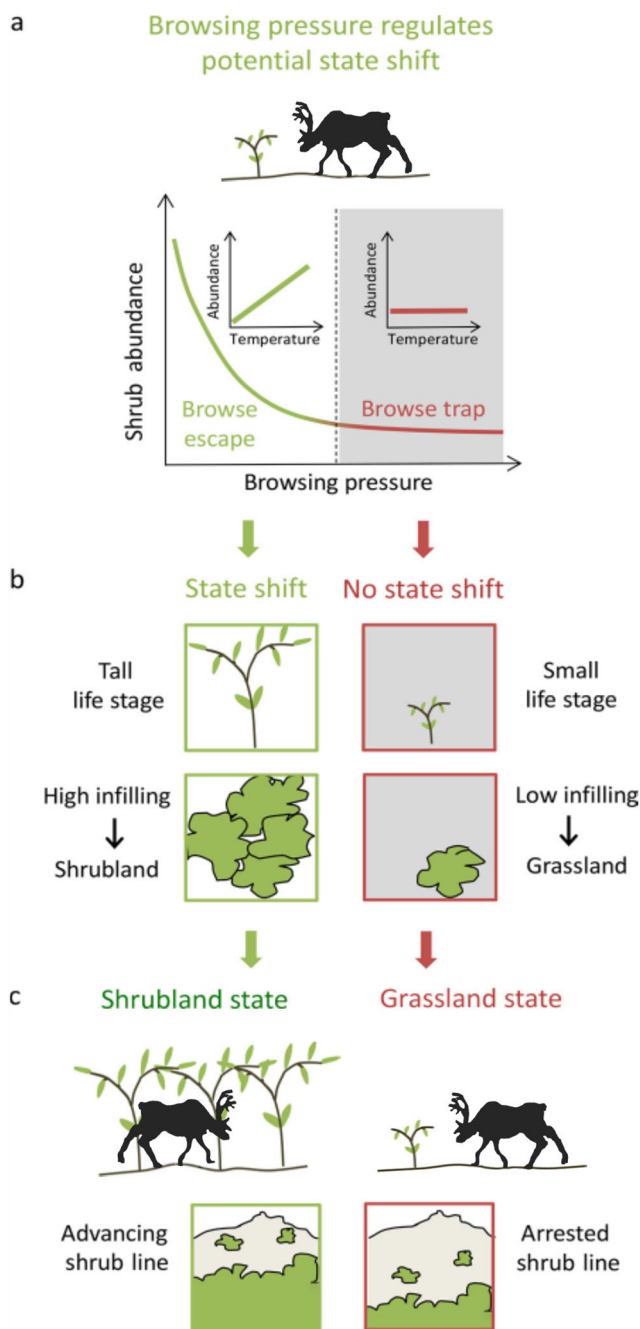 a
Browsing pressure regulates
potential state shift
Shrub abundance
Abundance
Temperature
Abundance
Temperature
Browse
escape
Browse trap
Browsing pressure
b
State shift
No state shift
Tall
life stage
Small
life stage
High infilling
Shrubland
Low infilling
Grassland
c
Shrubland state
Grassland state
Advancing
shrub line
Arrested
shrub line